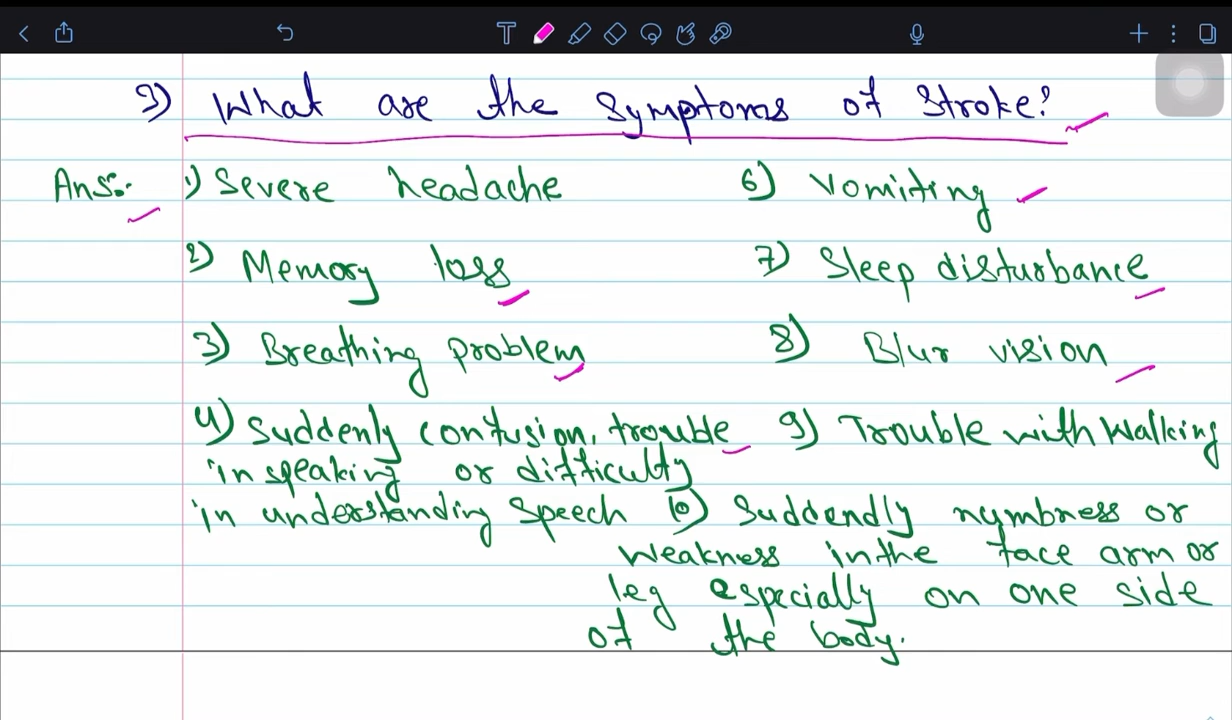 3) What are the Symptoms of Stroke?
Ans:- 1) Severe headache
2) Memory loss
3) Breathing problem
4) Suddenly confusion, trouble
in speaking or difficulty
in understanding speech
6) Vomiting
7) Sleep disturbance
8) Blur vision
9) Trouble with Walking
10) Suddendly numbness or
weakness in the face arm or
leg especially on one side
of the body.